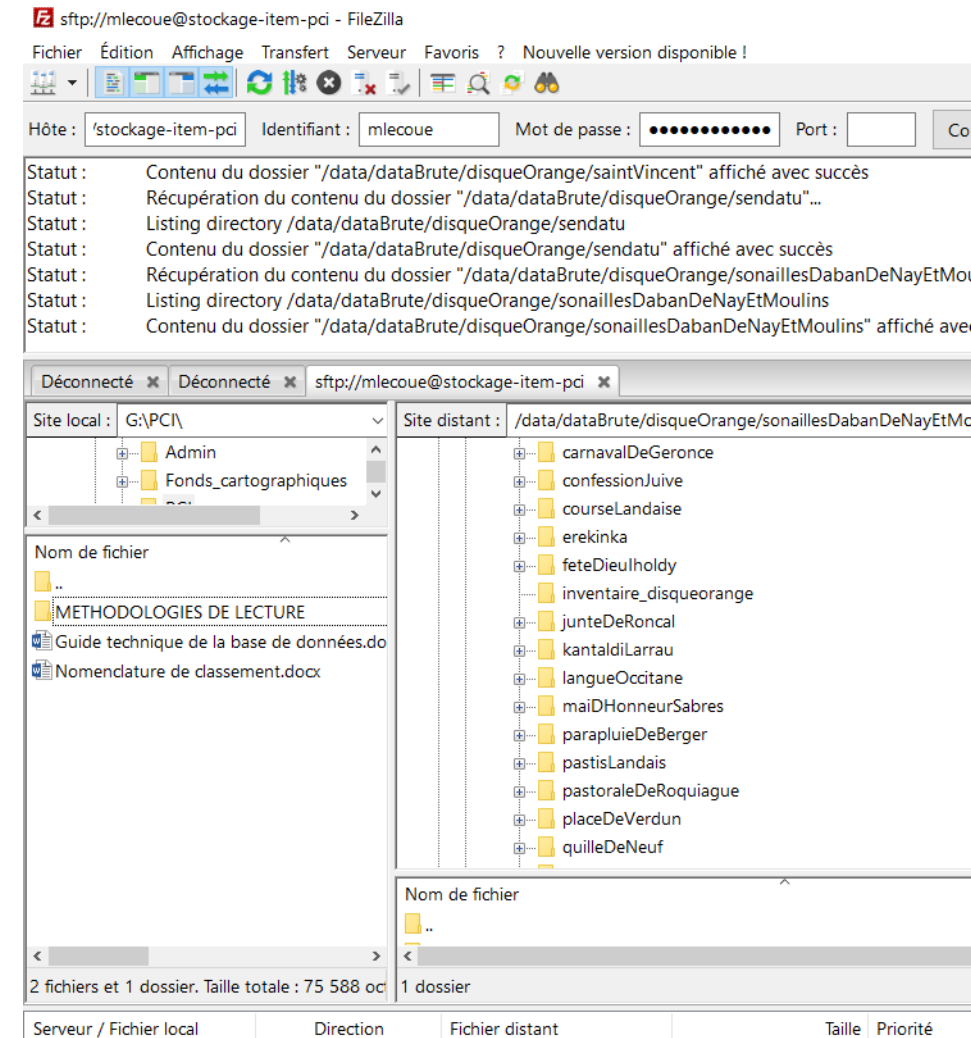 sftp://mlecoue@stockage-item-pci - FileZilla
Fichier Édition Affichage Transfert Serveur Favoris ? Nouvelle version disponible !
Hôte : /stockage-item-pci Identifiant : mlecoue Mot de passe : ●●●●●●●●●●●● Port : Co
Statut : Contenu du dossier "/data/dataBrute/disqueOrange/saintVincent" affiché avec succès
Statut : Récupération du contenu du dossier "/data/dataBrute/disqueOrange/sendatu"...
Statut : Listing directory /data/dataBrute/disqueOrange/sendatu
Statut : Contenu du dossier "/data/dataBrute/disqueOrange/sendatu" affiché avec succès
Statut : Récupération du contenu du dossier "/data/dataBrute/disqueOrange/sonaillesDabanDeNayEtMou
Statut : Listing directory /data/dataBrute/disqueOrange/sonaillesDabanDeNayEtMoulins
Statut : Contenu du dossier "/data/dataBrute/disqueOrange/sonaillesDabanDeNayEtMoulins" affiché avec
Déconnecté Déconnecté sftp://mlecoue@stockage-item-pci
Site local : G:\PCI\
Admin
Fonds_cartographiques
Nom de fichier
..
METHODOLOGIES DE LECTURE
Guide technique de la base de données.do
Nomenclature de classement.docx
2 fichiers et 1 dossier. Taille totale : 75 588 oct
Site distant : /data/dataBrute/disqueOrange/sonaillesDabanDeNayEtMo
carnavalDeGeronce
confessionJuive
courseLandaise
erekinka
feteDieuIholdy
inventaire_disqueorange
junteDeRoncal
kantaldiLarrau
langueOccitane
maiDHonneurSabres
parapluieDeBerger
pastisLandais
pastoraleDeRoquiague
placeDeVerdun
quilleDeNeuf
Nom de fichier
..
1 dossier
Serveur / Fichier local Direction Fichier distant Taille Priorité